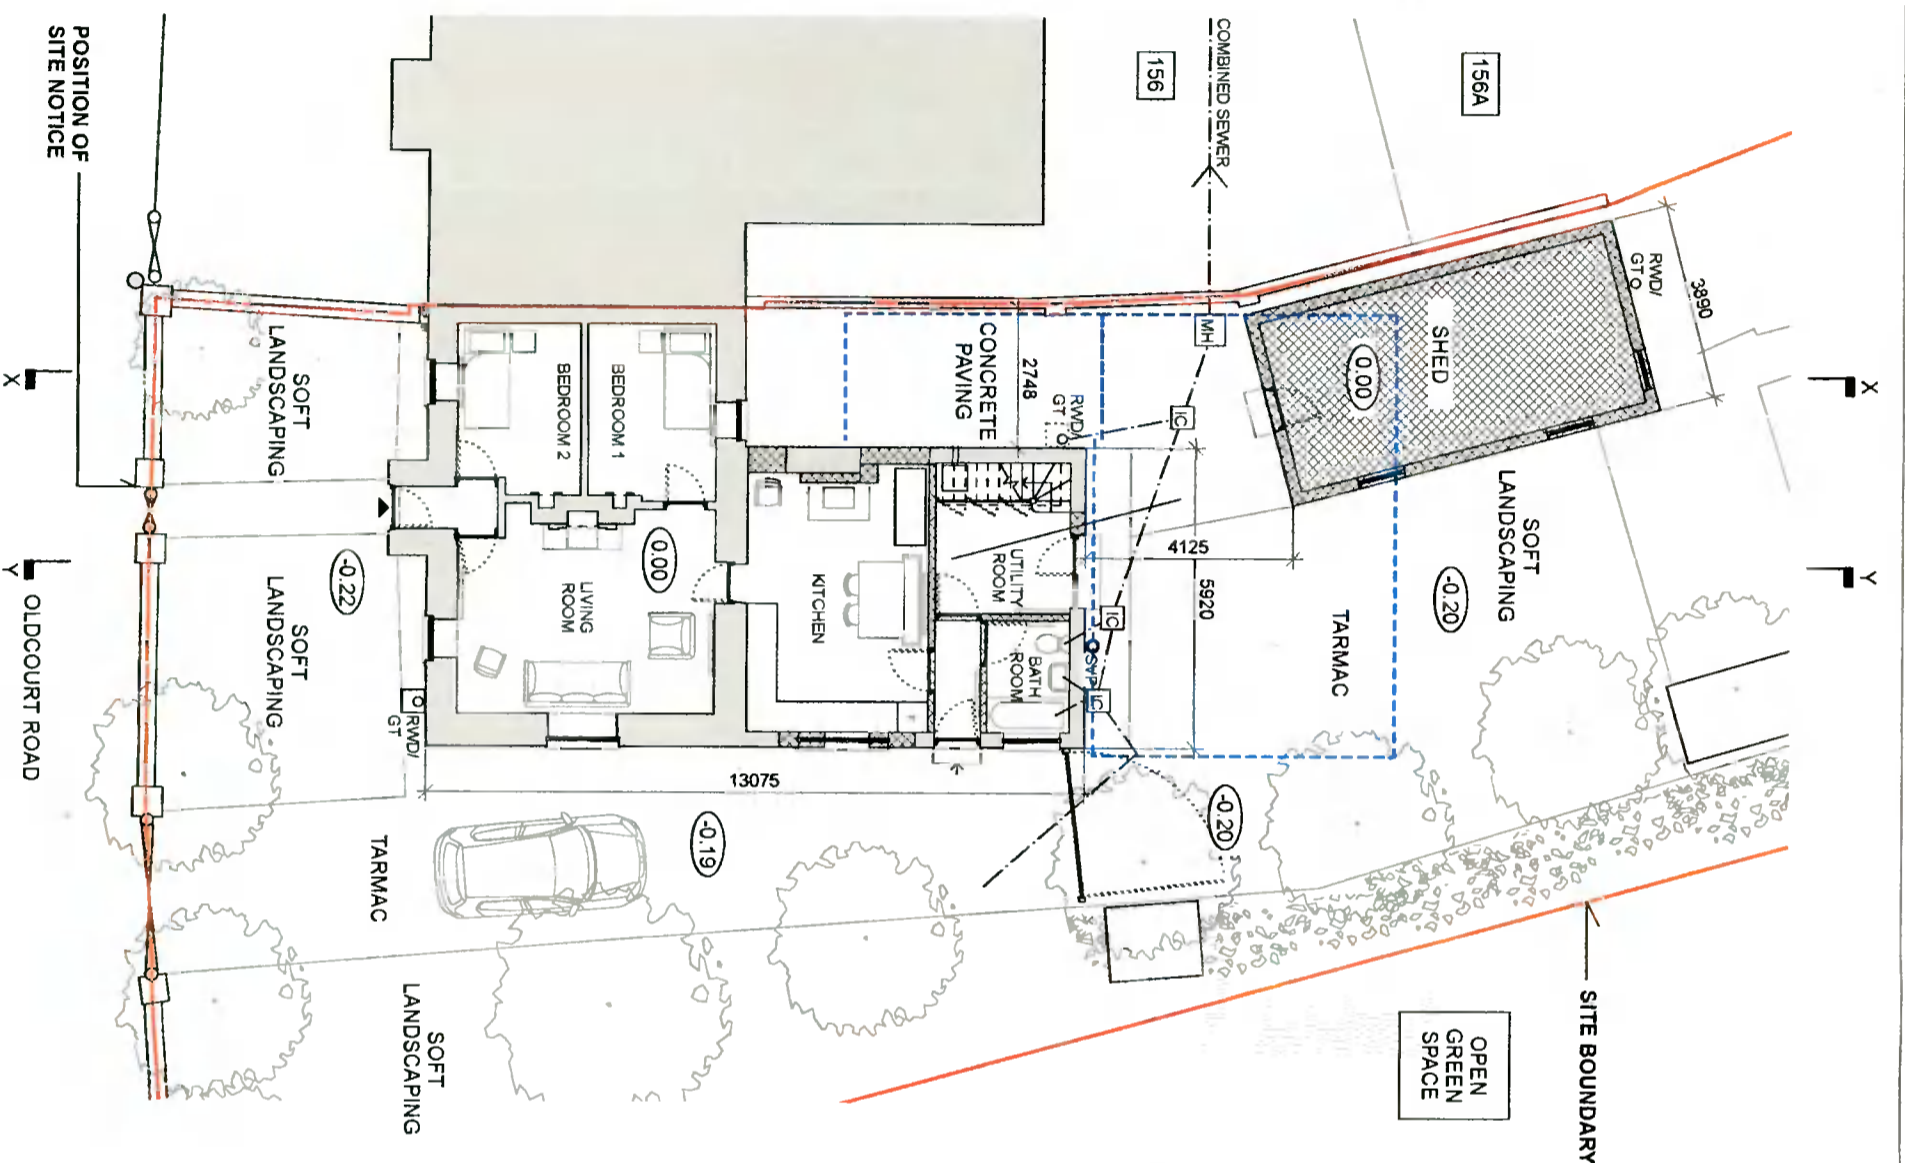 POSITION OF
SITE NOTICE
COMBINED SEWER
156
156A
RWD/
GT
3890
SHED
0.00
CONCRETE
PAVING
2748
RWD/
GT
MH
IC
SOFT
LANDSCAPING
BEDROOM 2
BEDROOM 1
X
X
Y
Y
OLDCOURT ROAD
-0.22
SOFT
LANDSCAPING
LIVING
ROOM
0.00
KITCHEN
UTILITY
ROOM
BATH
ROOM
IC
SVP
IC
4125
5920
TARMAC
-0.20
SOFT
LANDSCAPING
RWD/
GT
13075
-0.19
-0.20
TARMAC
SOFT
LANDSCAPING
OPEN
GREEN
SPACE
SITE BOUNDARY